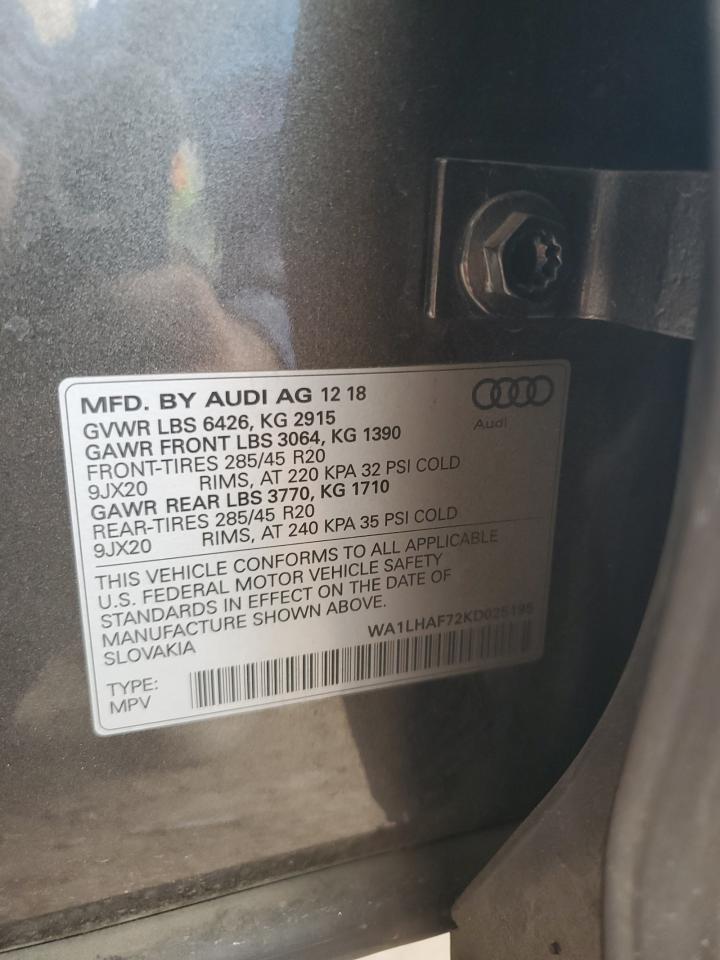 MFD. BY AUDI AG 12 18
Audi
GVWR LBS 6426, KG 2915
GAWR FRONT LBS 3064, KG 1390
FRONT-TIRES 285/45 R20
9JX20 RIMS, AT 220 KPA 32 PSI COLD
GAWR REAR LBS 3770, KG 1710
REAR-TIRES 285/45 R20
9JX20 RIMS, AT 240 KPA 35 PSI COLD
THIS VEHICLE CONFORMS TO ALL APPLICABLE
U.S. FEDERAL MOTOR VEHICLE SAFETY
STANDARDS IN EFFECT ON THE DATE OF
MANUFACTURE SHOWN ABOVE.
SLOVAKIA
WA1LHAF72KD025195
TYPE:
MPV